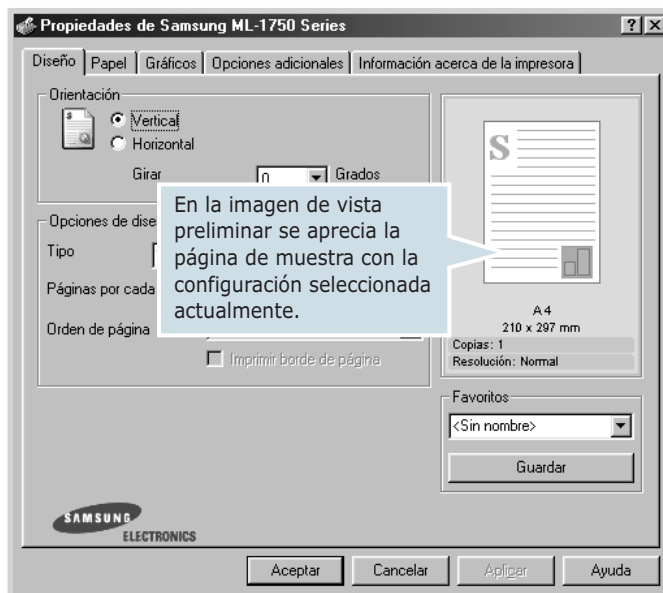 Propiedades de Samsung ML-1750 Series
Diseño Papel Gráficos Opciones adicionales Información acerca de la impresora
Orientación
Vertical
Horizontal
Girar 0 Grados
Opciones de dise
Tipo
Páginas por cada
Orden de página
Imprimir borde de página
En la imagen de vista
preliminar se aprecia la
página de muestra con la
configuración seleccionada
actualmente.
S
A4
210 x 297 mm
Copias: 1
Resolución: Normal
Favoritos
<Sin nombre>
Guardar
SAMSUNG
ELECTRONICS
Aceptar Cancelar Aplicar Ayuda